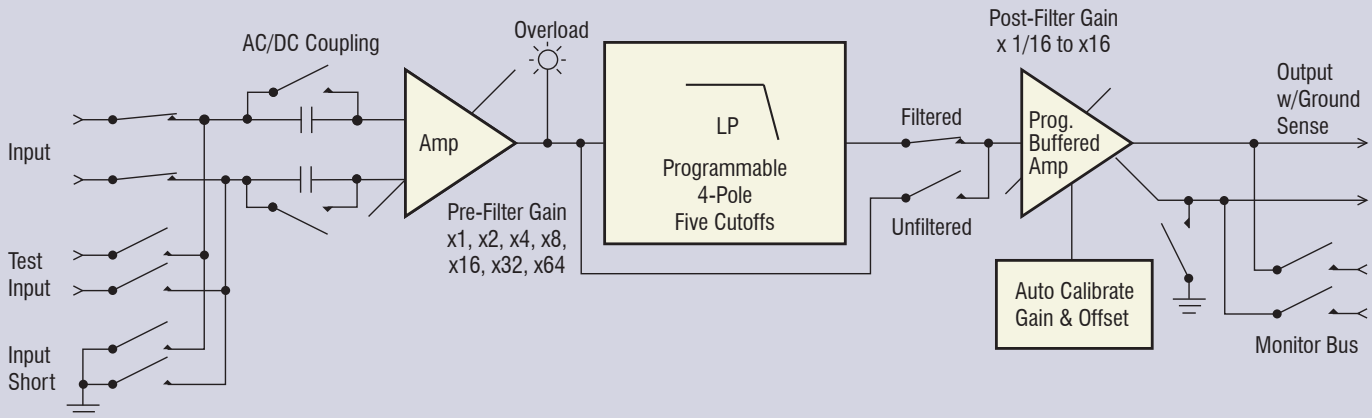 AC/DC Coupling
Overload
Post-Filter Gain
x 1/16 to x16
Output
w/Ground
Sense
Input
Amp
LP
Programmable
4-Pole
Five Cutoffs
Filtered
Unfiltered
Prog.
Buffered
Amp
Pre-Filter Gain
x1, x2, x4, x8,
x16, x32, x64
Test
Input
Auto Calibrate
Gain & Offset
Monitor Bus
Input
Short